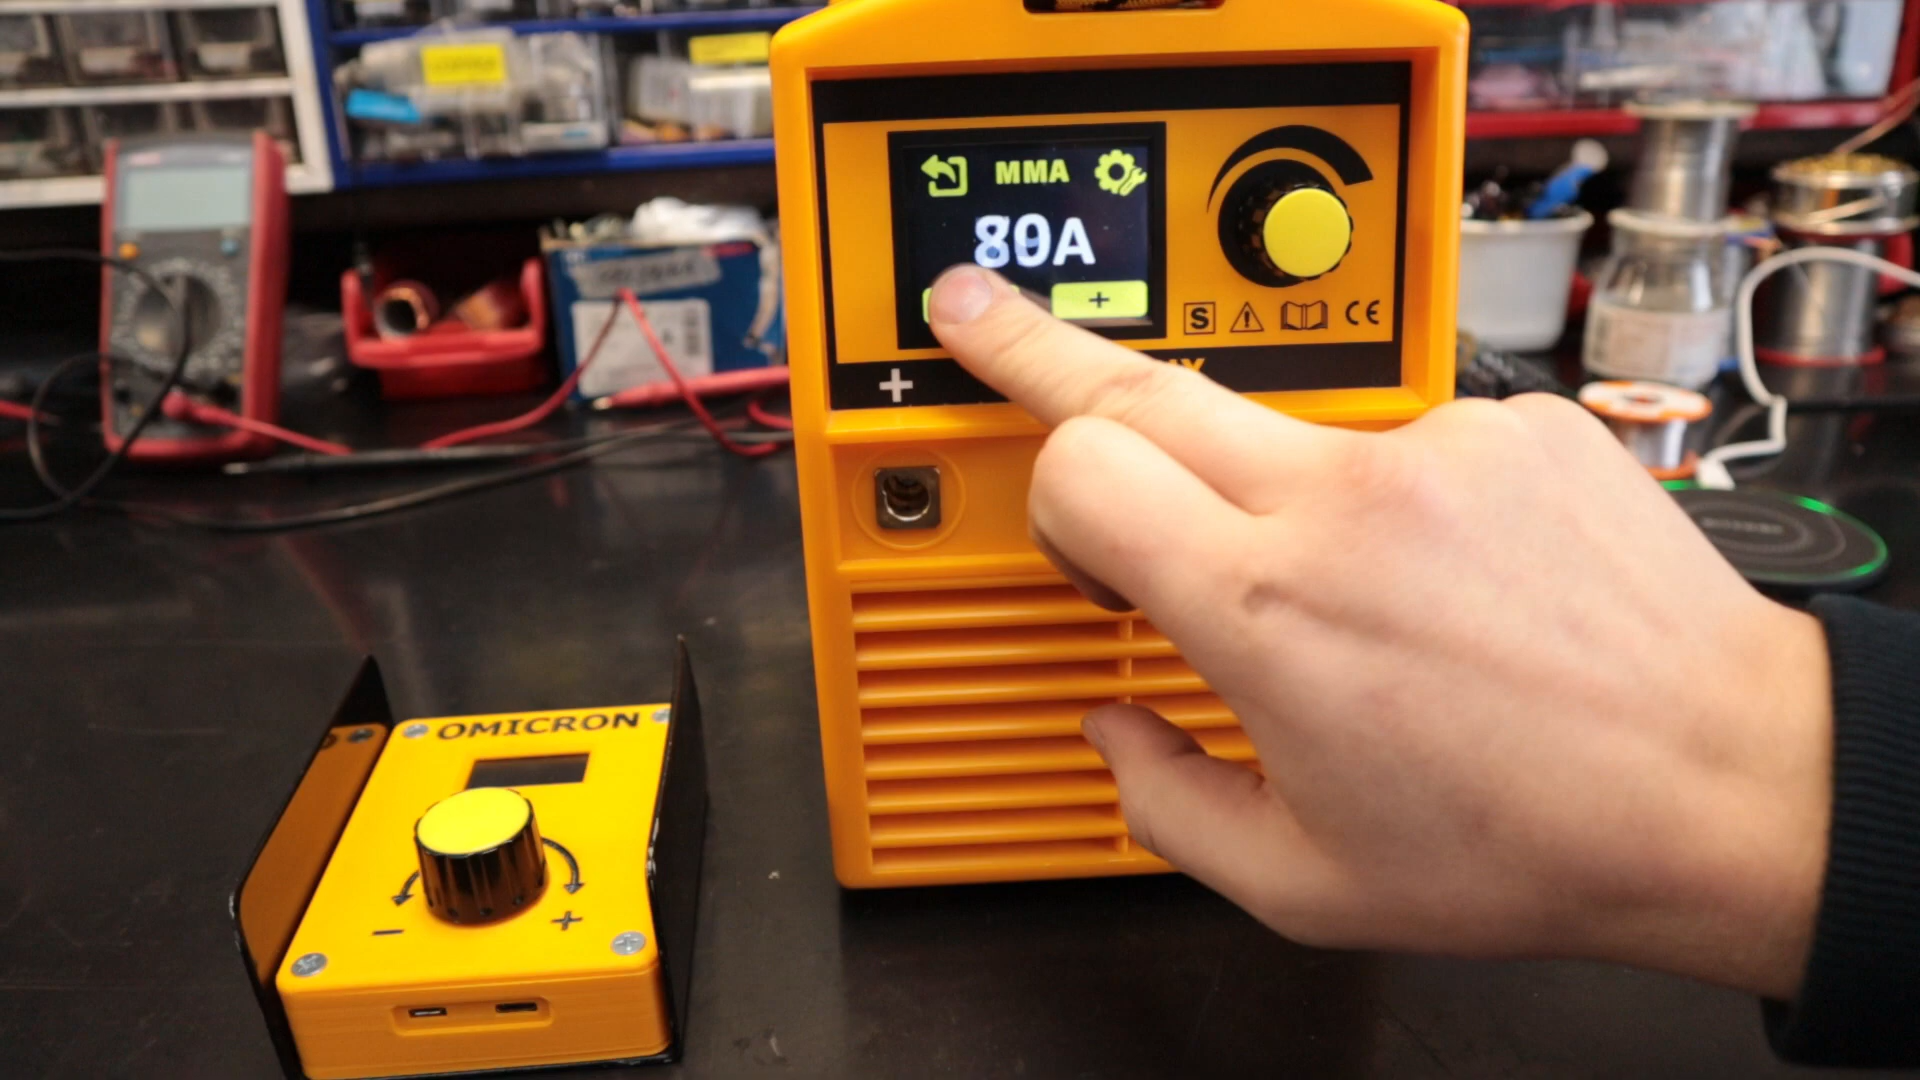 MMA
80A
+
S
CE
+
OMICRON
- +